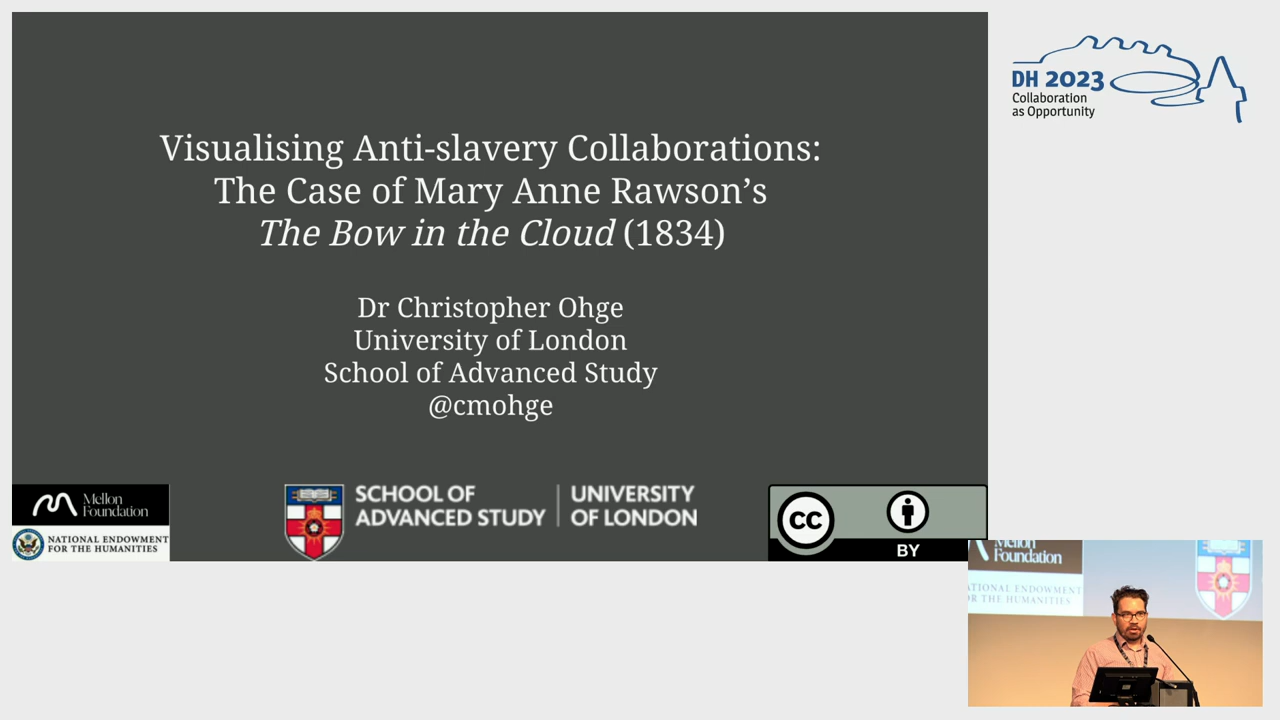 Visualising Anti-slavery Collaborations:
The Case of Mary Anne Rawson’s
The Bow in the Cloud (1834)
Dr Christopher Ohge
University of London
School of Advanced Study
@cmohge
Mellon
Foundation
NATIONAL ENDOWMENT
FOR THE HUMANITIES
SCHOOL OF
ADVANCED STUDY
UNIVERSITY
OF LONDON
CC
BY
DH 2023
Collaboration
as Opportunity
Mellon
Foundation
NATIONAL ENDOWMENT
FOR THE HUMANITIES